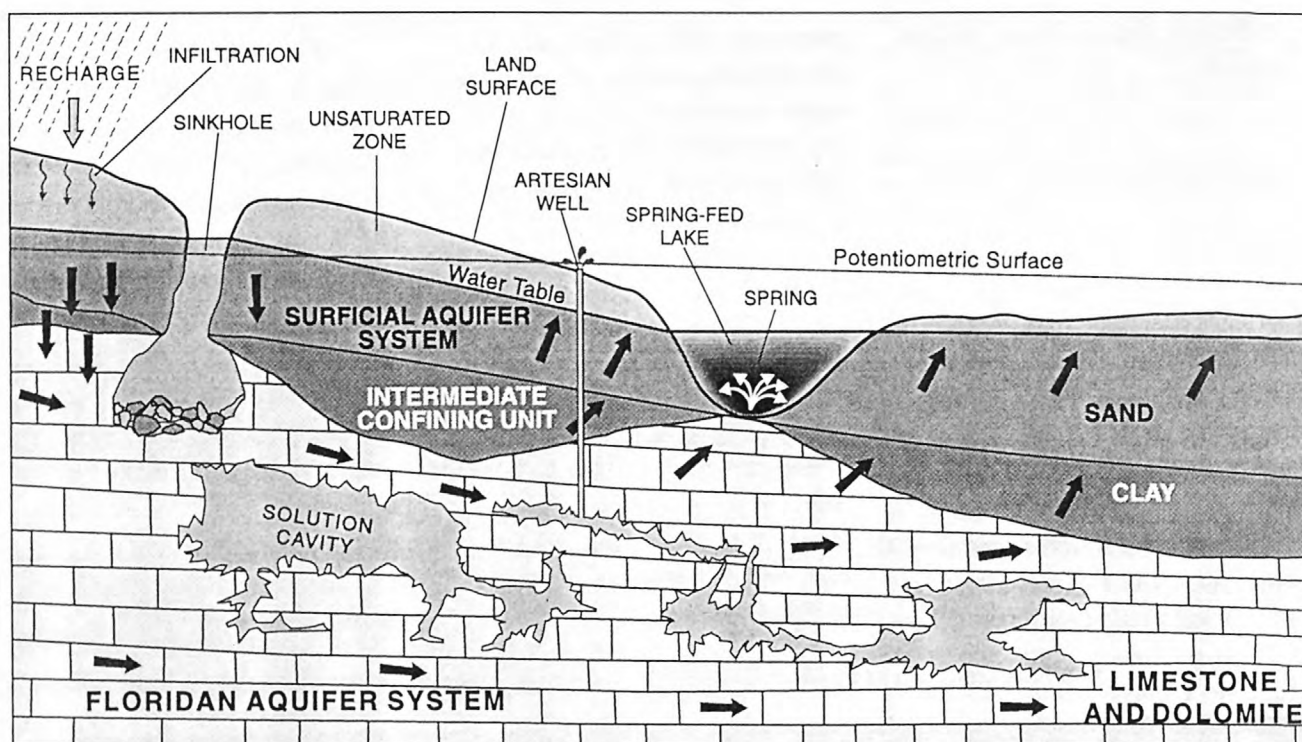 RECHARGE
INFILTRATION
SINKHOLE
UNSATURATED
ZONE
LAND
SURFACE
ARTESIAN
WELL
SPRING-FED
LAKE
Potentiometric Surface
SPRING
Water Table
SURFICIAL AQUIFER
SYSTEM
INTERMEDIATE
CONFINING UNIT
SAND
CLAY
SOLUTION
CAVITY
FLORIDAN AQUIFER SYSTEM
LIMESTONE
AND DOLOMITE